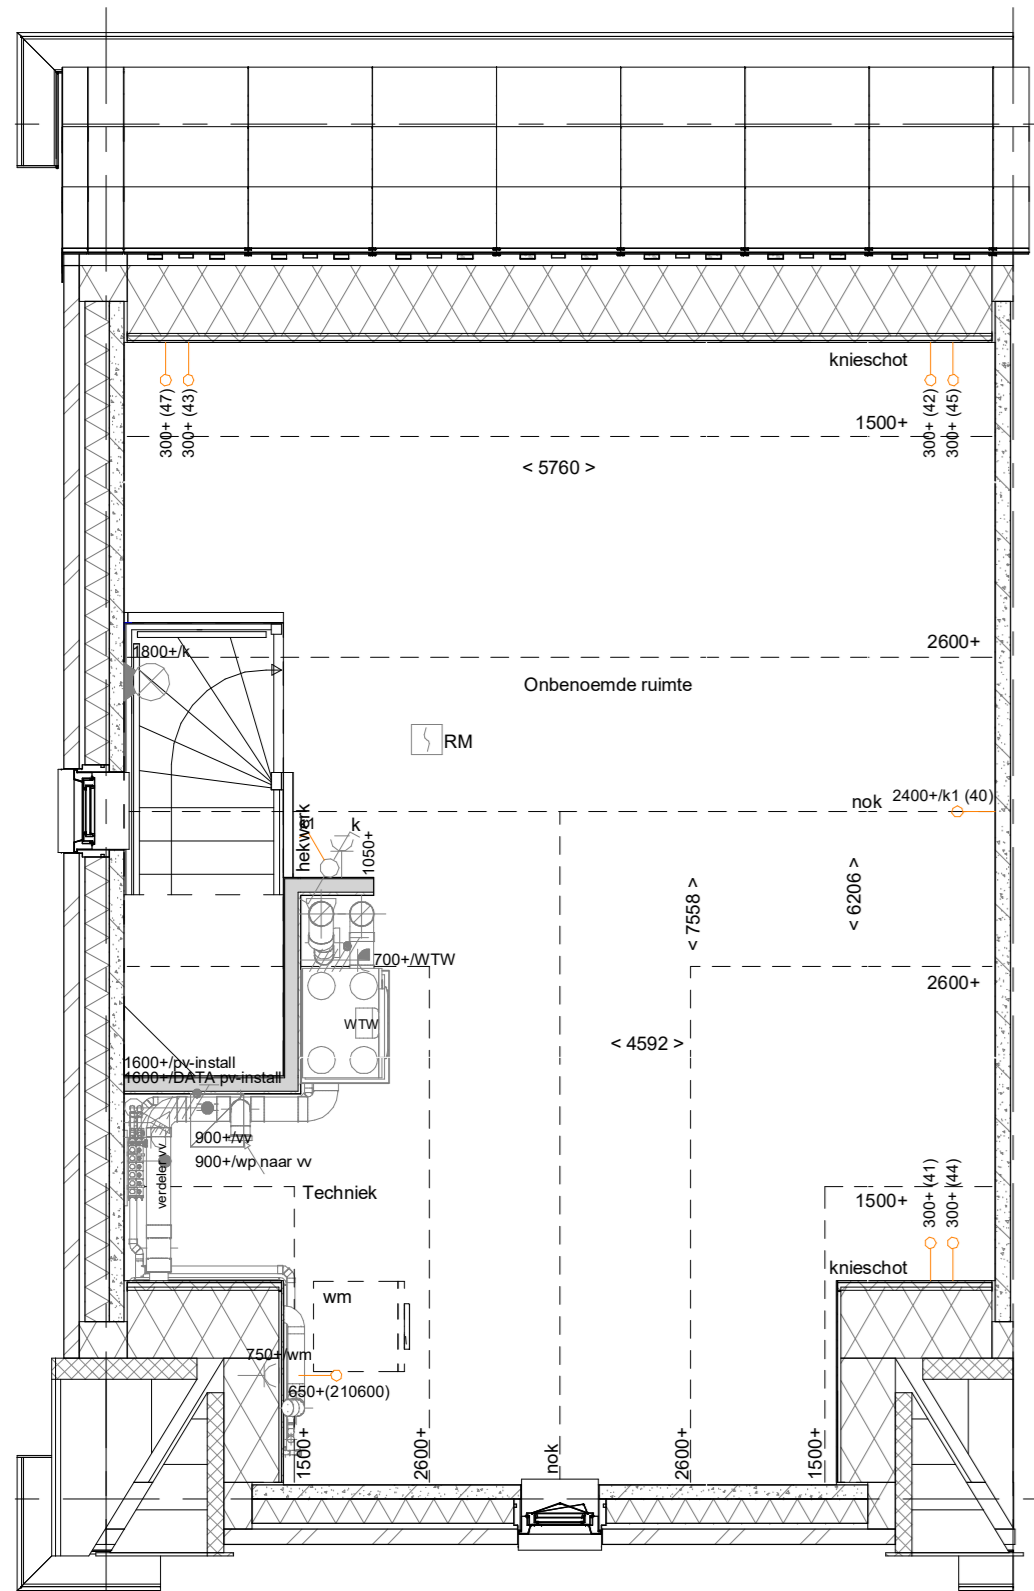 knieschot
300+ (47)
300+ (43)
300+ (42)
300+ (45)
1500+
< 5760 >
2600+
1800+/k
Onbenoemde ruimte
RM
nok
2400+/k1 (40)
hekwerk
k
1050+
< 7558 >
< 6206 >
700+/WTW
2600+
WTW
< 4592 >
1600+/pv-install
1600+/DATA pv-install
900+/vv
900+/wp naar vv
verdeler vv
Techniek
1500+
300+ (41)
300+ (44)
knieschot
wm
750+/wm
650+(210600)
1500+
2600+
nok
2600+
1500+